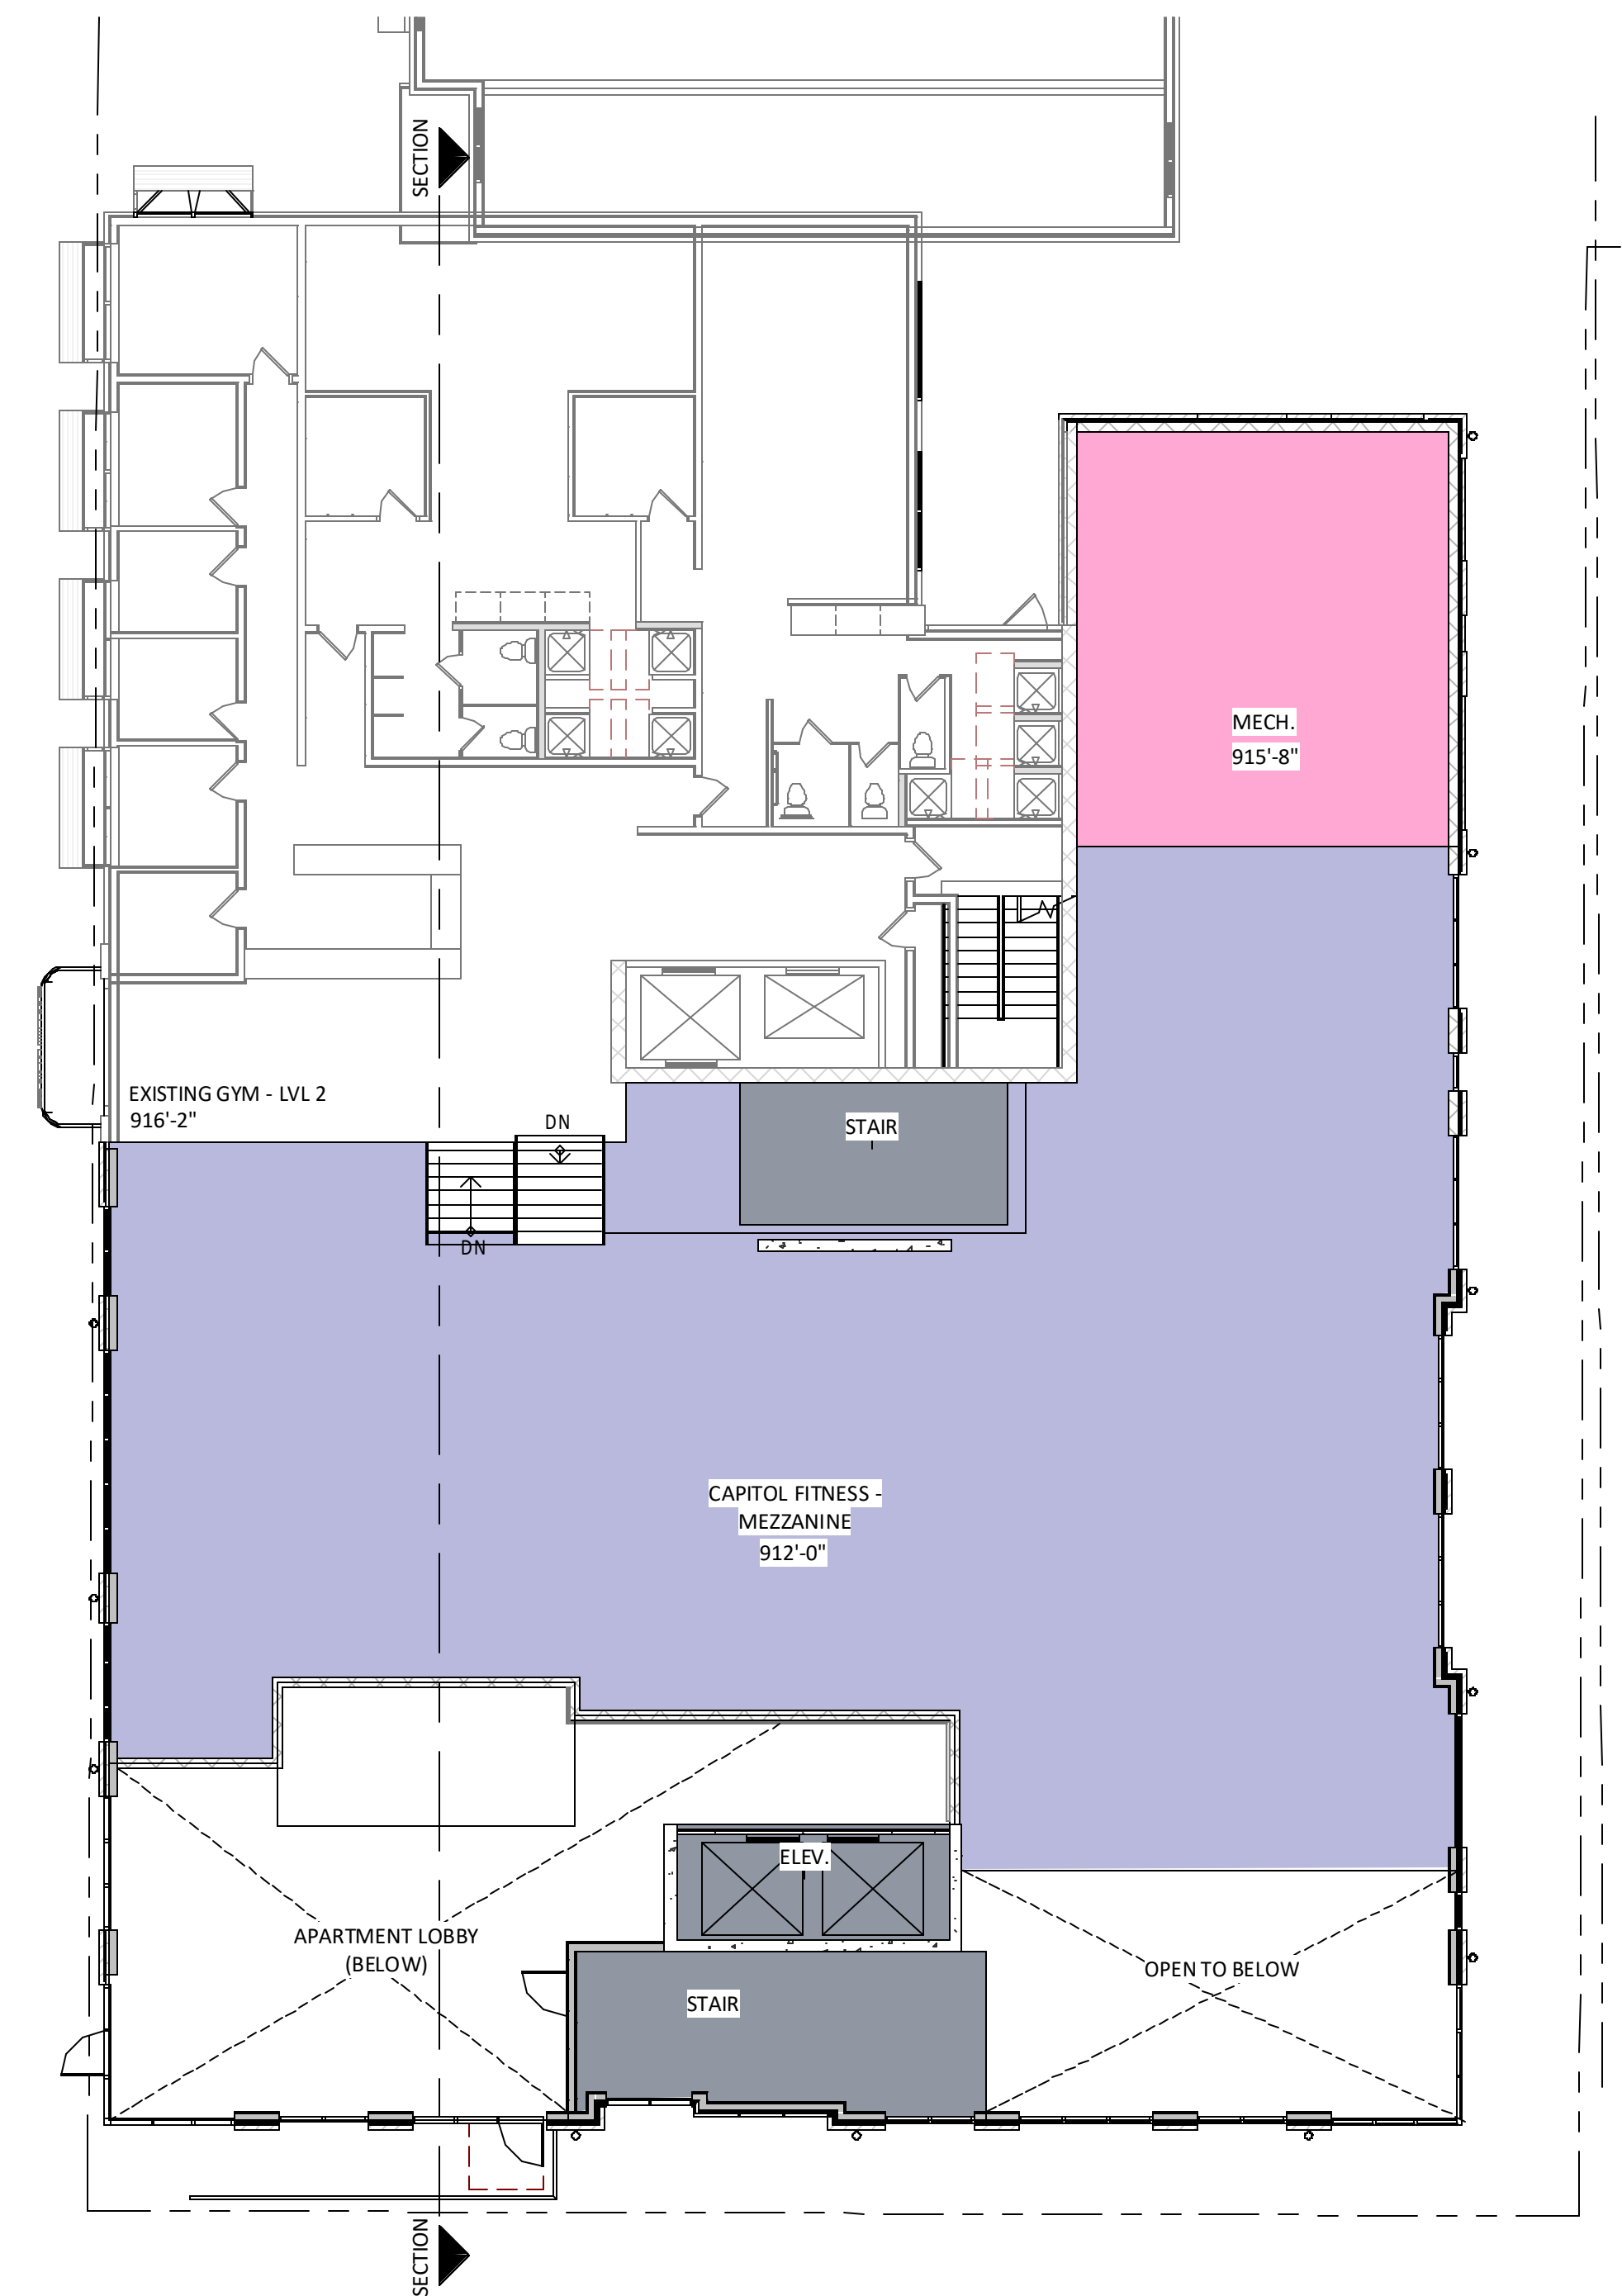 SECTION
MECH.
915'-8"
EXISTING GYM - LVL 2
916'-2"
DN
STAIR
DN
CAPITOL FITNESS -
MEZZANINE
912'-0"
ELEV.
APARTMENT LOBBY
(BELOW)
OPEN TO BELOW
STAIR
SECTION